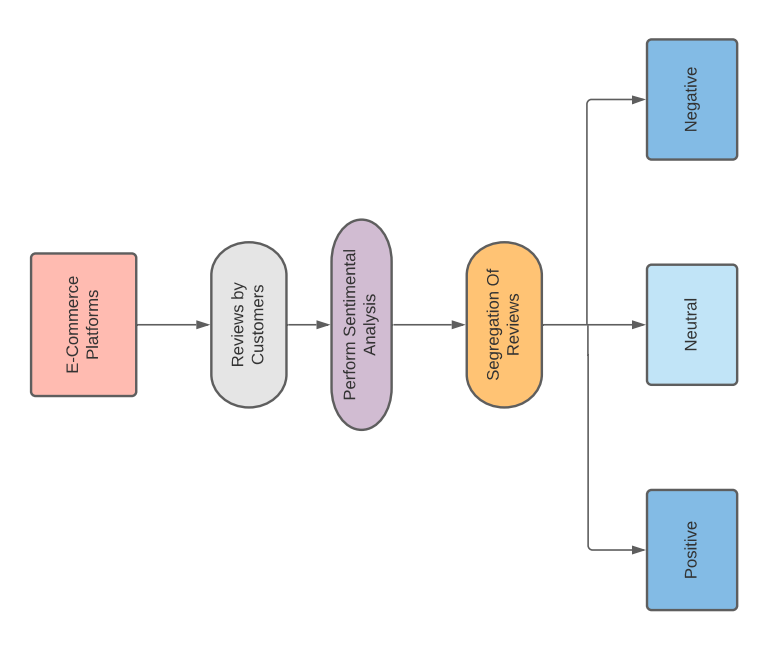 E-Commerce
Platforms
Reviews by
Customers
Perform Sentimental
Analysis
Segregation Of
Reviews
Negative
Neutral
Positive